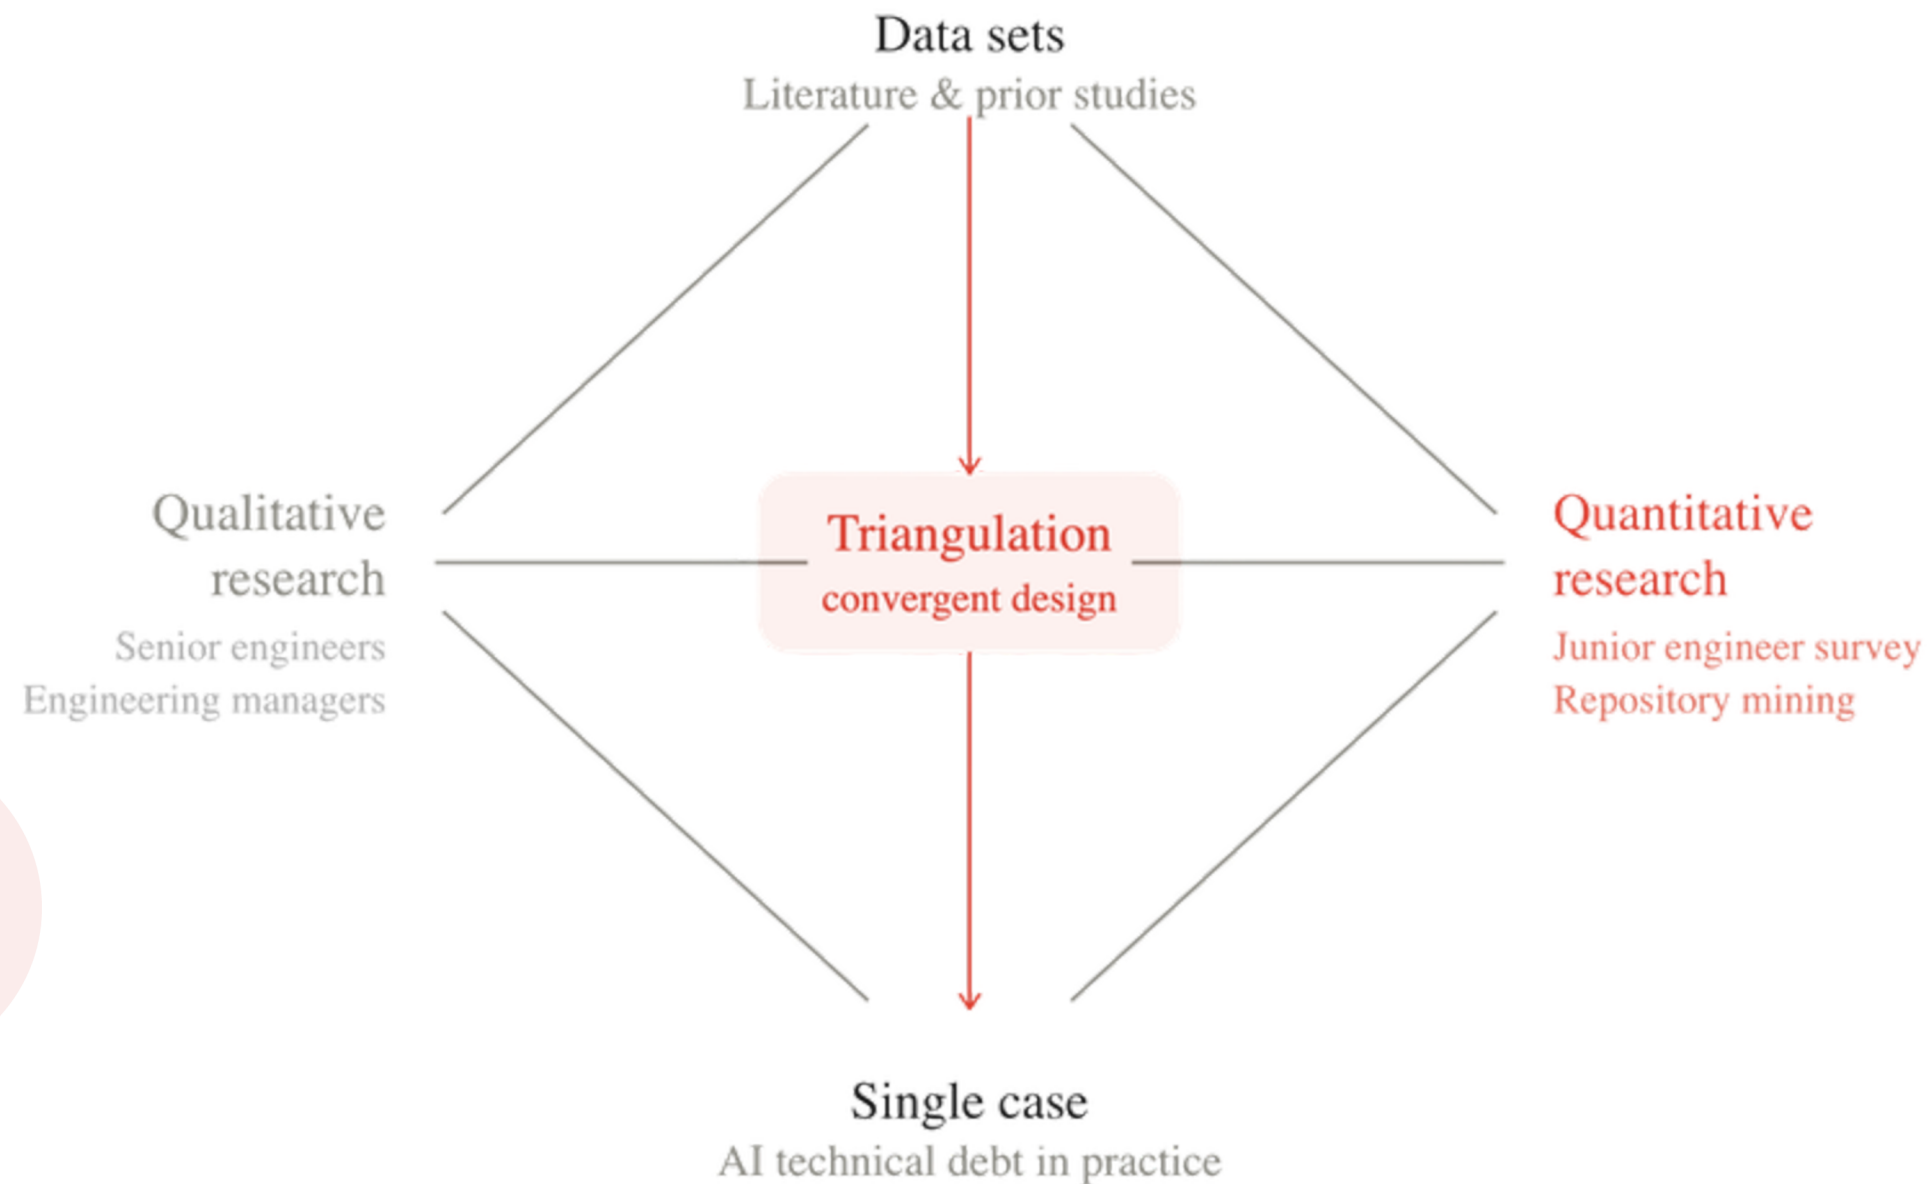 Data sets
Literature & prior studies
Qualitative
research
Senior engineers
Engineering managers
Triangulation
convergent design
Quantitative
research
Junior engineer survey
Repository mining
Single case
AI technical debt in practice